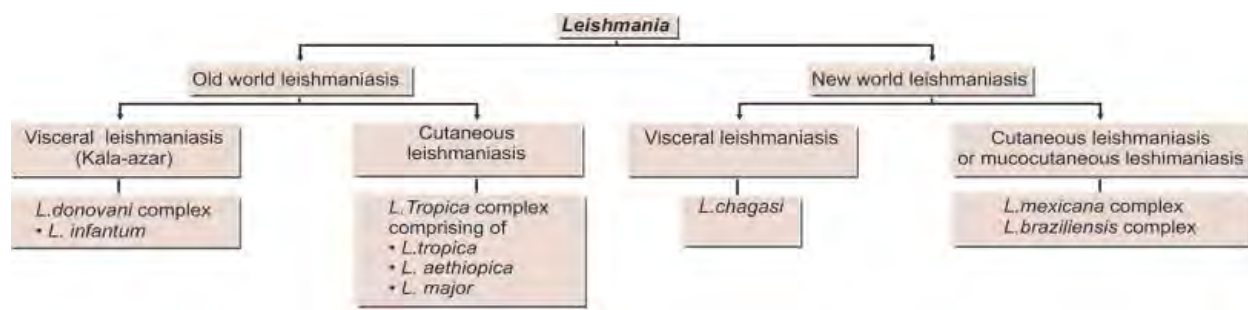 Leishmania
Old world leishmaniasis
New world leishmaniasis
Visceral leishmaniasis
(Kala-azar)
Cutaneous
leishmaniasis
Visceral leishmaniasis
Cutaneous leishmaniasis
or mucocutaneous leshimaniasis
L.donovani complex
• L. infantum
L.Tropica complex
comprising of
• L.tropica
• L. aethiopica
• L. major
L.chagasi
L.mexicana complex
L.braziliensis complex